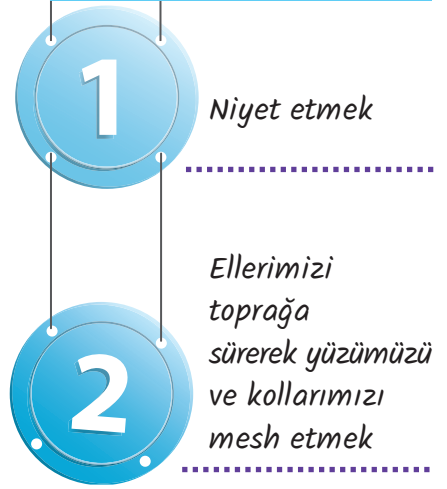 1
Niyet etmek
2
Ellerimizi
toprağa
sürerek yüzümüzü
ve kollarımızı
mesh etmek